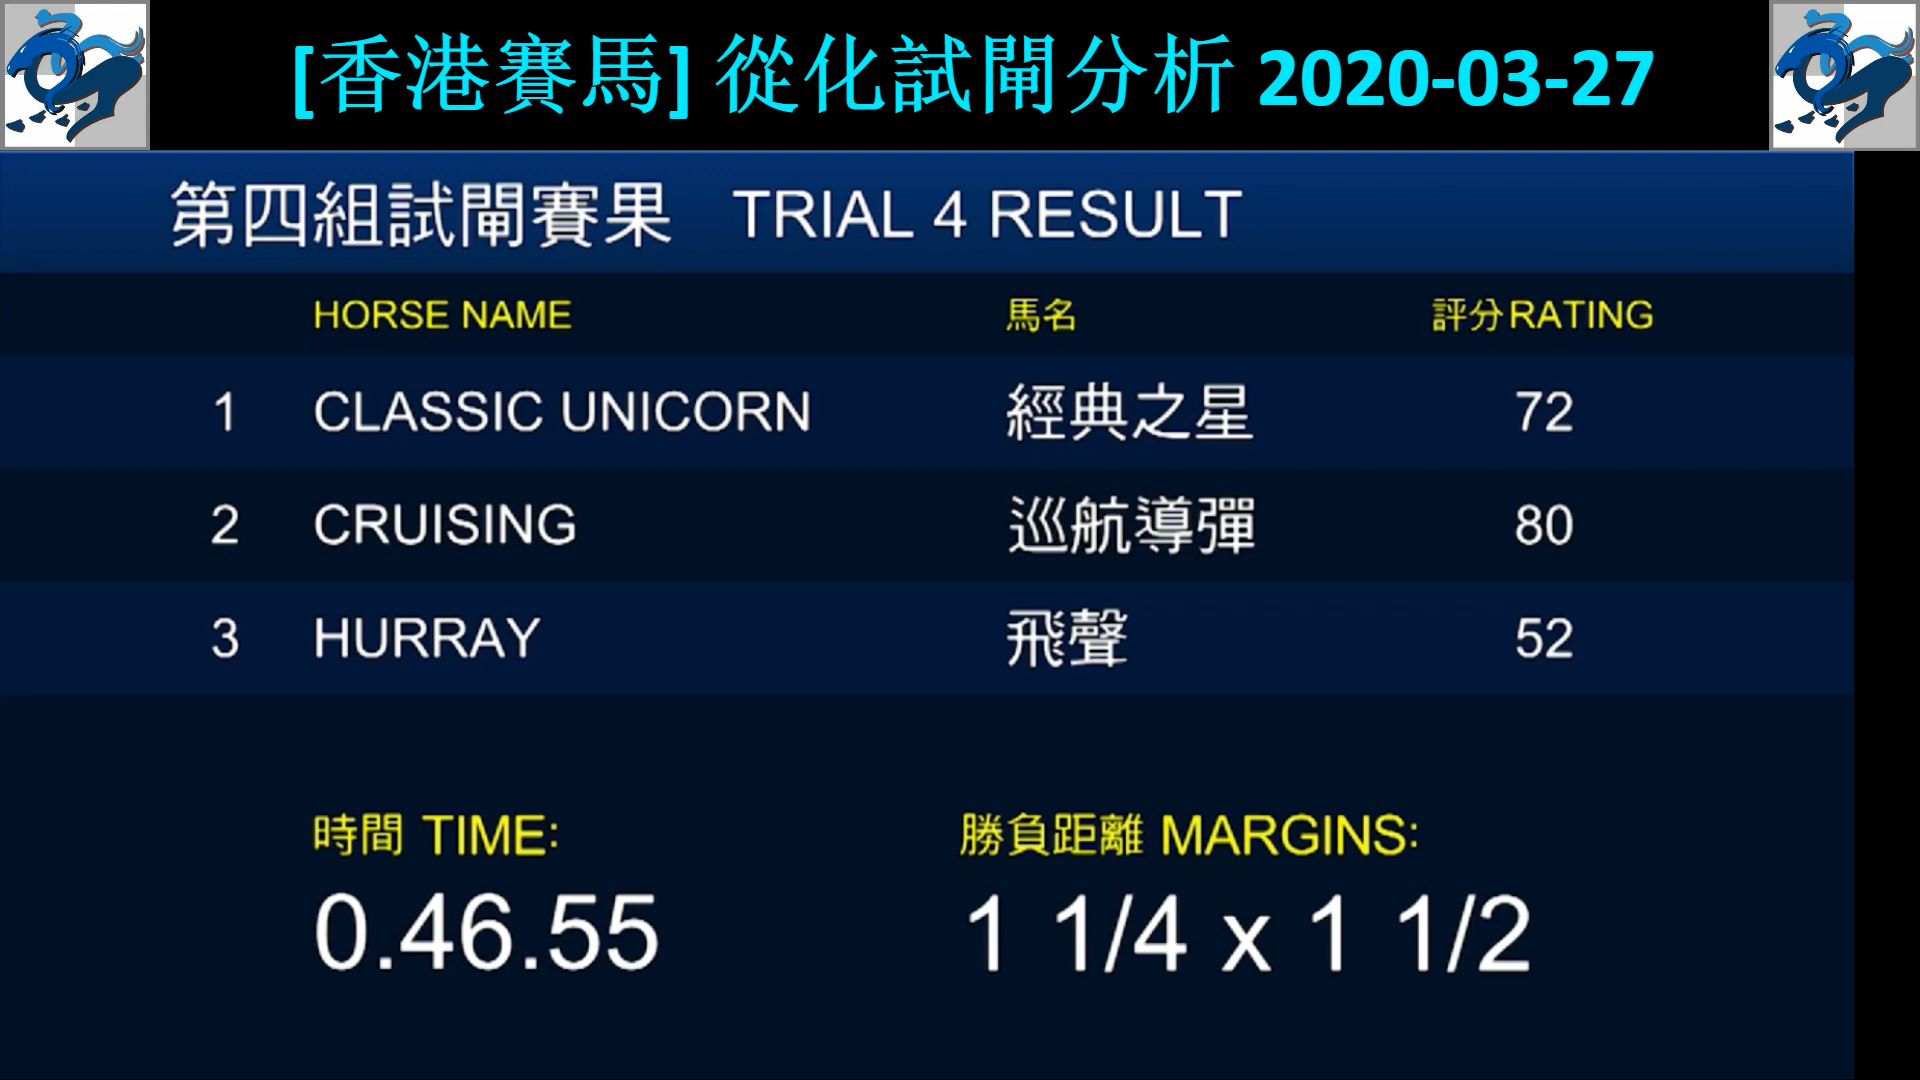 [香港賽馬] 從化試閘分析 2020-03-27
第四組試閘賽果 TRIAL 4 RESULT
HORSE NAME 馬名 評分RATING
1 CLASSIC UNICORN 經典之星 72
2 CRUISING 巡航導彈 80
3 HURRAY 飛聲 52
時間 TIME: 勝負距離 MARGINS:
0.46.55 1 1/4 x 1 1/2